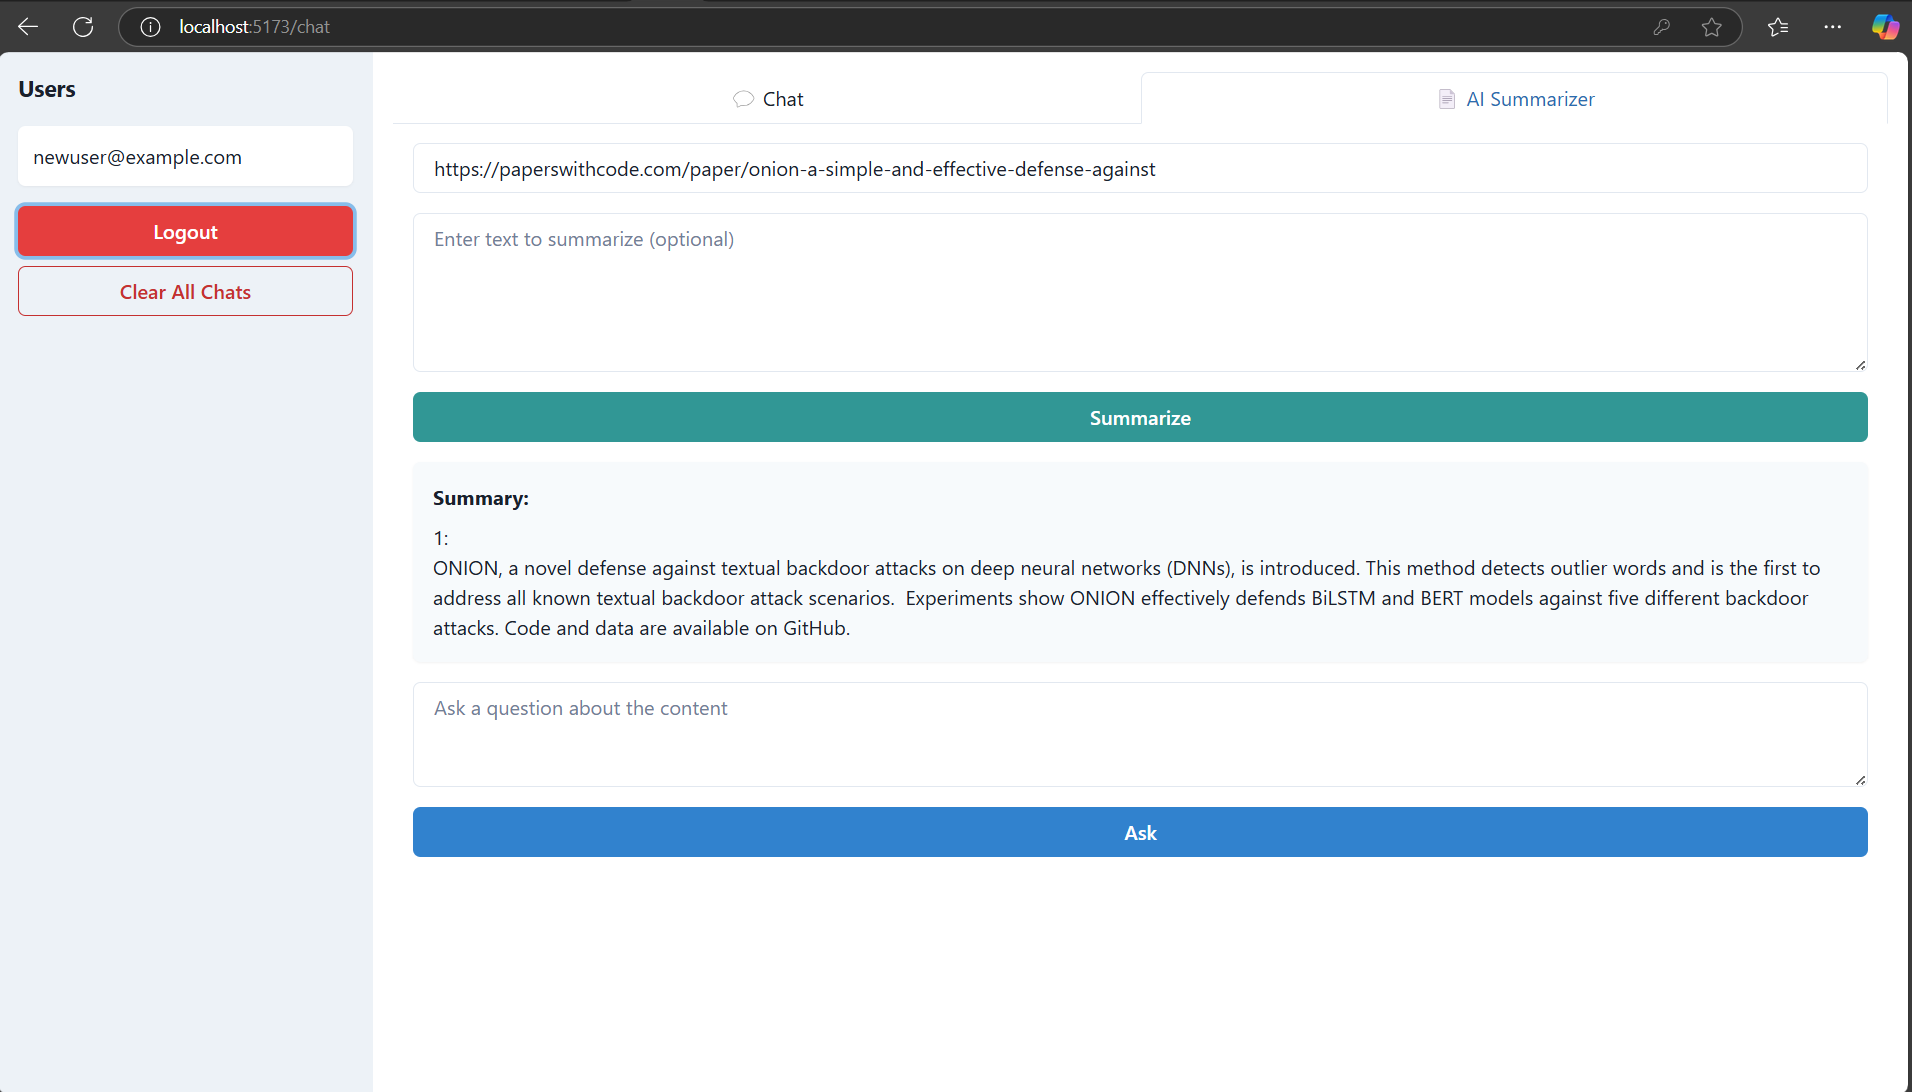 localhost:5173/chat
Users
newuser@example.com
Logout
Clear All Chats
Chat
AI Summarizer
https://paperswithcode.com/paper/onion-a-simple-and-effective-defense-against
Enter text to summarize (optional)
Summarize
Summary:
1:
ONION, a novel defense against textual backdoor attacks on deep neural networks (DNNs), is introduced. This method detects outlier words and is the first to
address all known textual backdoor attack scenarios.  Experiments show ONION effectively defends BiLSTM and BERT models against five different backdoor
attacks. Code and data are available on GitHub.
Ask a question about the content
Ask